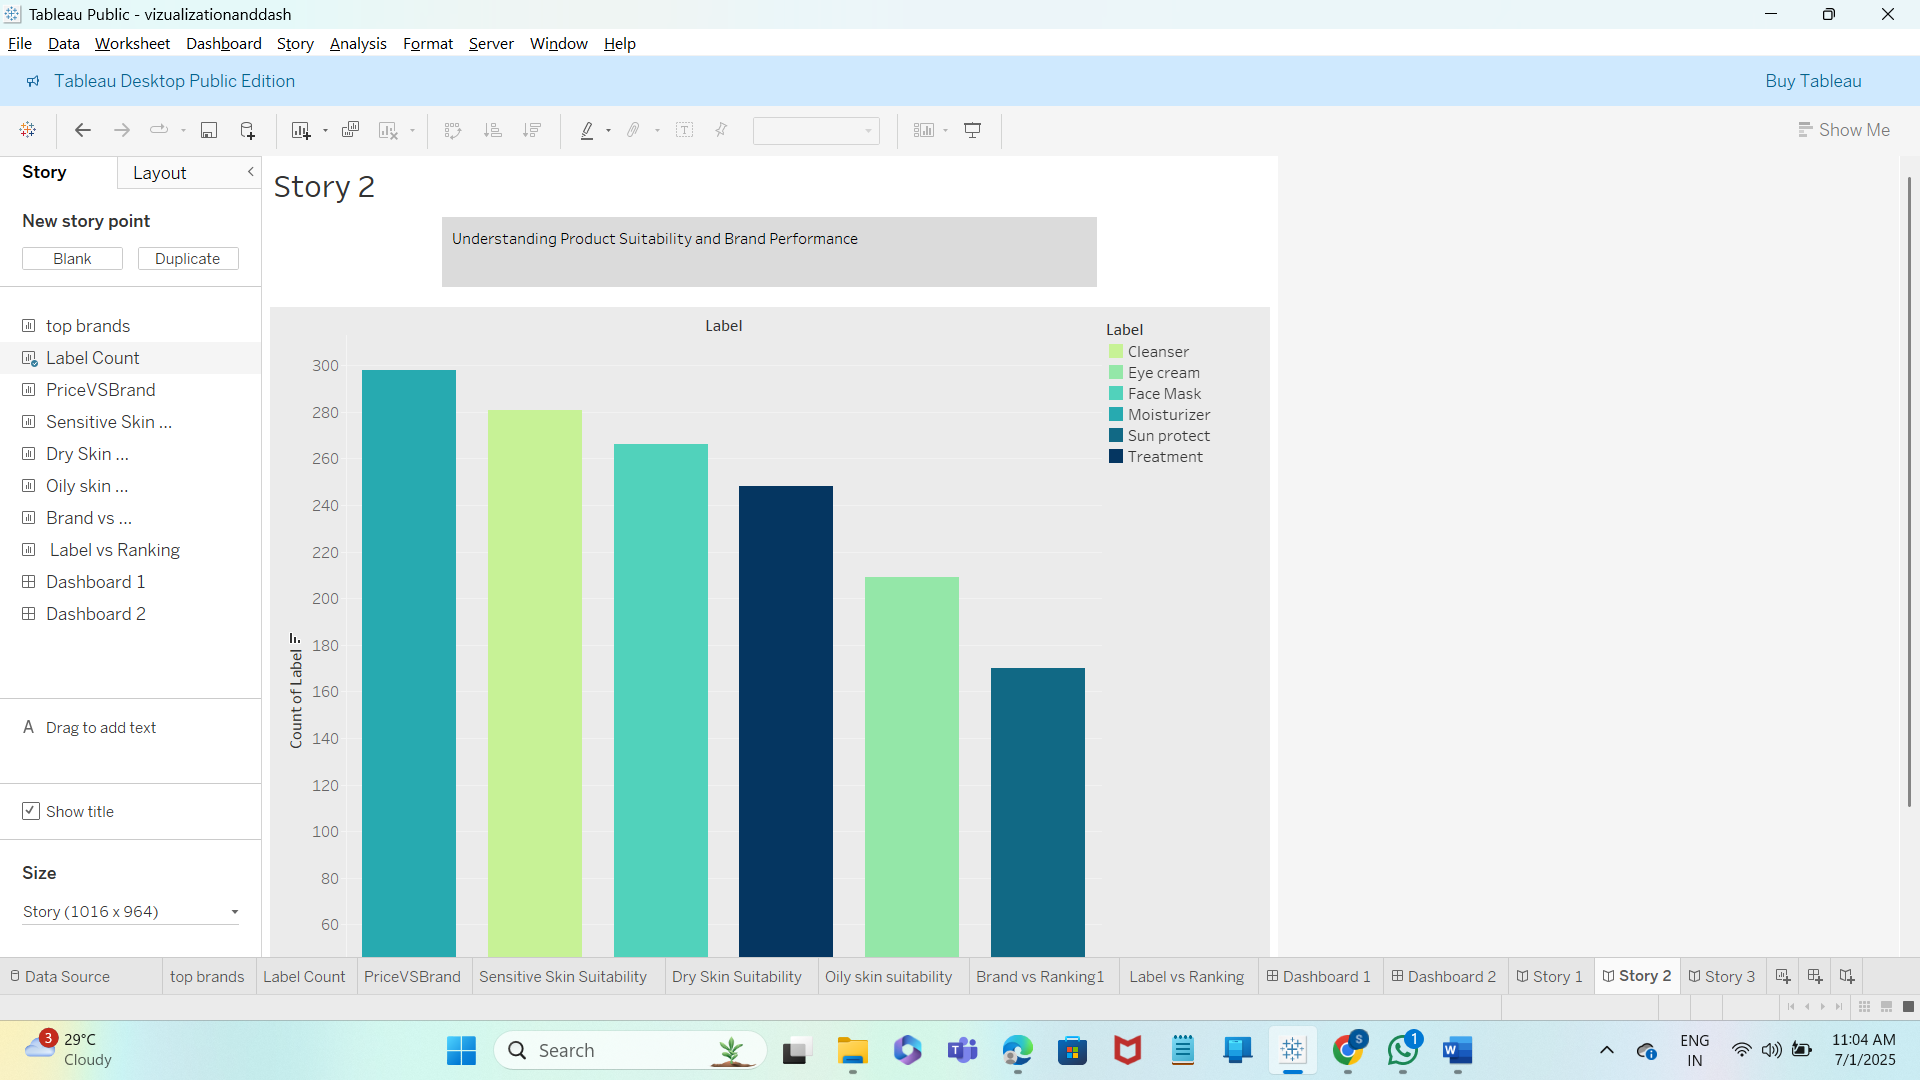 Tableau Public - vizualizationanddash
File Data Worksheet Dashboard Story Analysis Format Server Window Help
Tableau Desktop Public Edition
Buy Tableau
Show Me
Story
Layout
New story point
Blank
Duplicate
top brands
Label Count
PriceVSBrand
Sensitive Skin ...
Dry Skin ...
Oily skin ...
Brand vs ...
Label vs Ranking
Dashboard 1
Dashboard 2
A Drag to add text
Show title
Size
Story (1016 x 964)
Story 2
Understanding Product Suitability and Brand Performance
Label
300
280
260
240
220
200
180
160
140
120
100
80
60
Count of Label
Label
Cleanser
Eye cream
Face Mask
Moisturizer
Sun protect
Treatment
Data Source top brands Label Count PriceVSBrand Sensitive Skin Suitability Dry Skin Suitability Oily skin suitability Brand vs Ranking1 Label vs Ranking Dashboard 1 Dashboard 2 Story 1 Story 2 Story 3
3
29°C
Cloudy
Search
S
1
ENG
IN
11:04 AM
7/1/2025